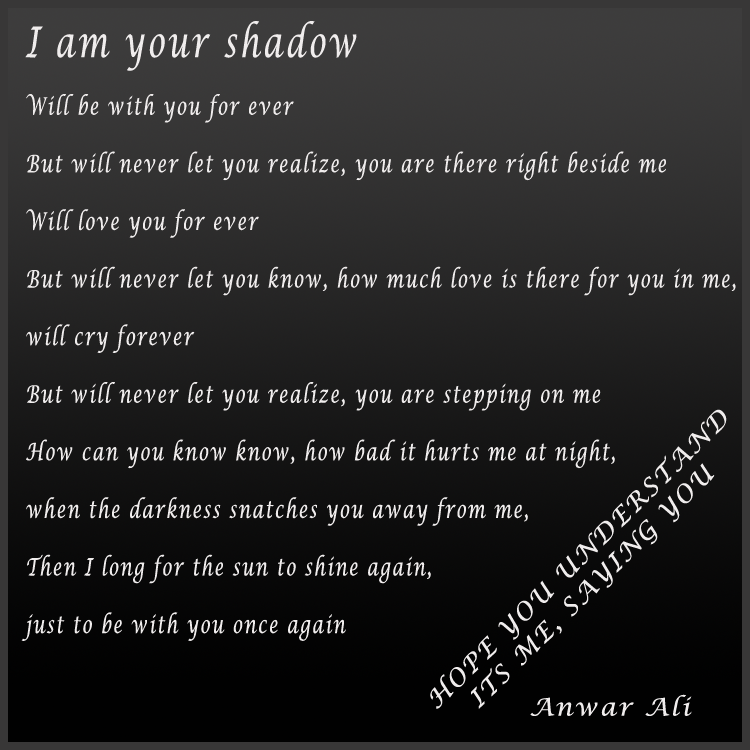 I am your shadow
Will be with you for ever
But will never let you realize, you are there right beside me
Will love you for ever
But will never let you know, how much love is there for you in me,
will cry forever
But will never let you realize, you are stepping on me
How can you know know, how bad it hurts me at night,
when the darkness snatches you away from me,
Then I long for the sun to shine again,
just to be with you once again
HOPE YOU UNDERSTAND
ITS ME, SAYING YOU
Anwar Ali